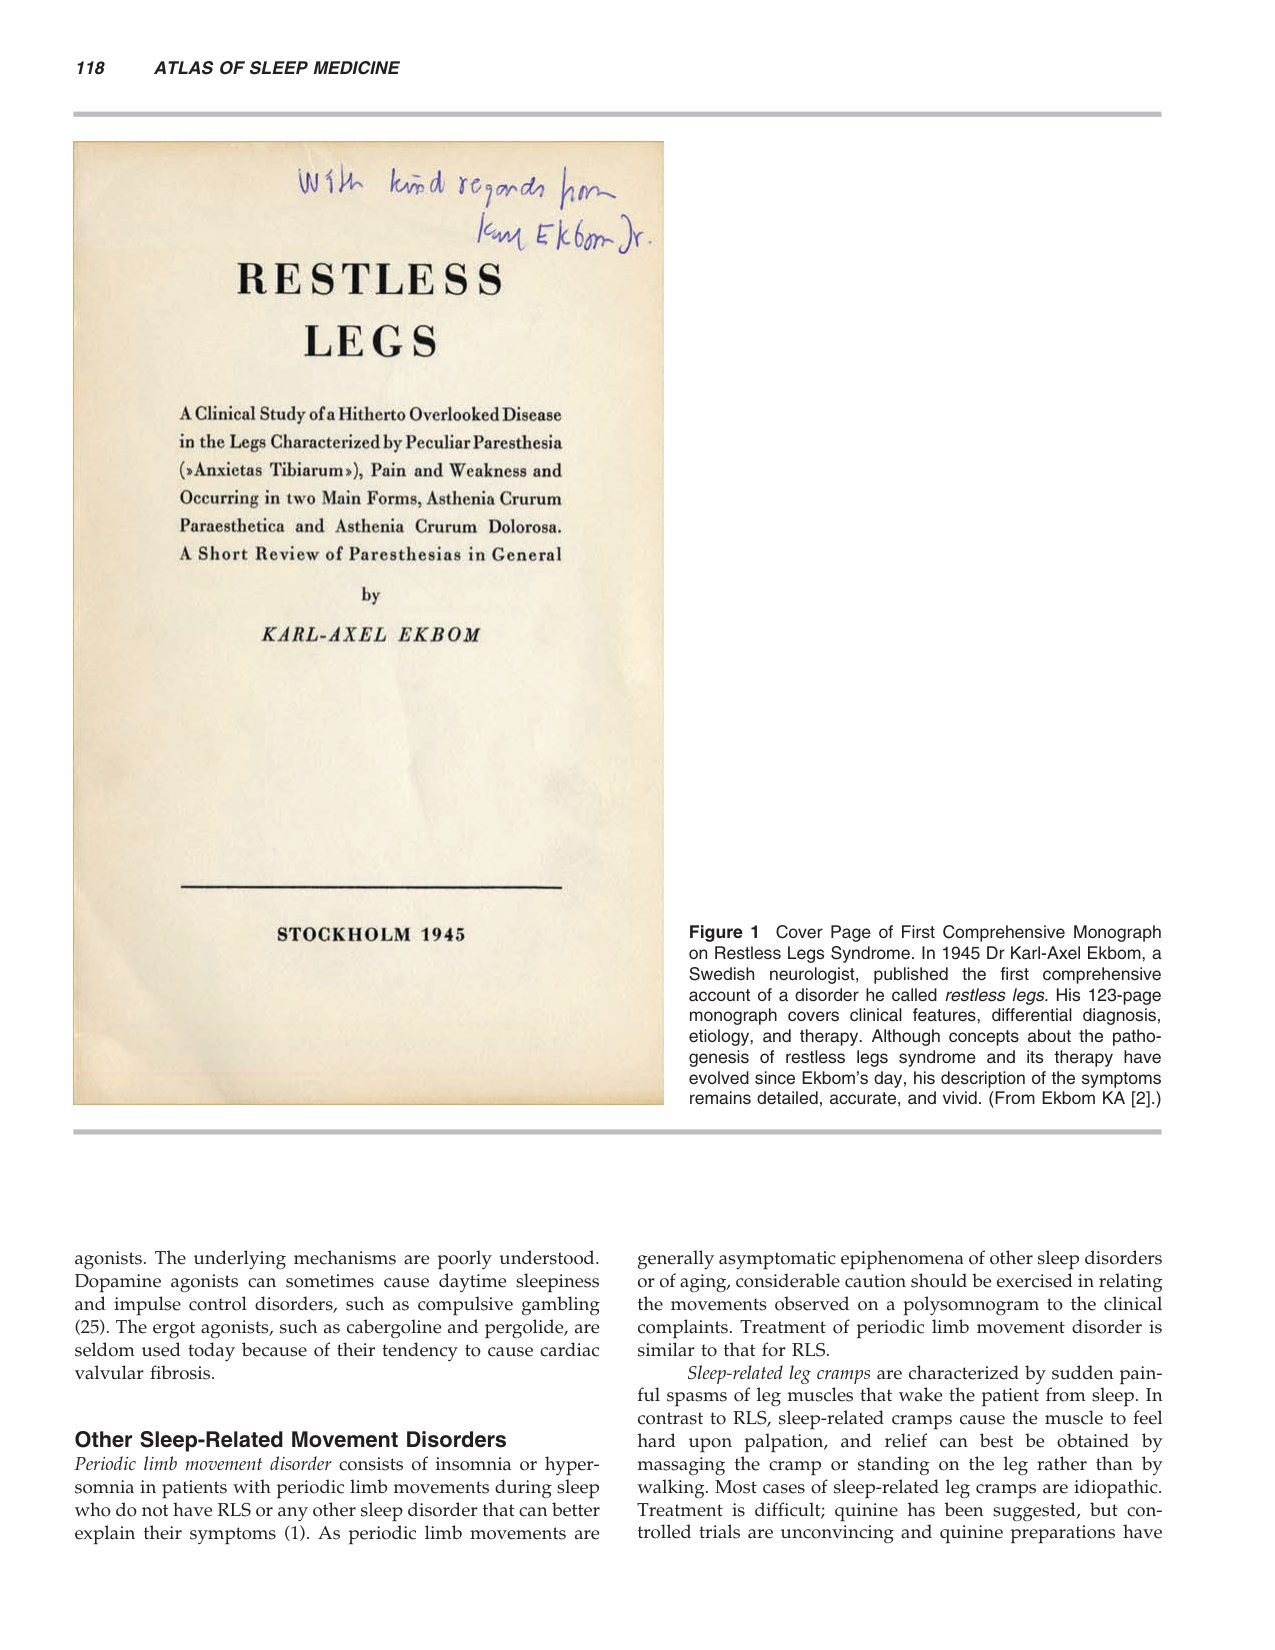 118 ATLAS OF SLEEP MEDICINE
With kind regards from
Karl Ekbom Jr.
RESTLESS
LEGS
A Clinical Study of a Hitherto Overlooked Disease
in the Legs Characterized by Peculiar Paresthesia
(»Anxietas Tibiarum»), Pain and Weakness and
Occurring in two Main Forms, Asthenia Crurum
Paraesthetica and Asthenia Crurum Dolorosa.
A Short Review of Paresthesias in General
by
KARL-AXEL EKBOM
STOCKHOLM 1945
Figure 1 Cover Page of First Comprehensive Monograph
on Restless Legs Syndrome. In 1945 Dr Karl-Axel Ekbom, a
Swedish neurologist, published the first comprehensive
account of a disorder he called restless legs. His 123-page
monograph covers clinical features, differential diagnosis,
etiology, and therapy. Although concepts about the patho-
genesis of restless legs syndrome and its therapy have
evolved since Ekbom's day, his description of the symptoms
remains detailed, accurate, and vivid. (From Ekbom KA [2].)
agonists. The underlying mechanisms are poorly understood.
Dopamine agonists can sometimes cause daytime sleepiness
and impulse control disorders, such as compulsive gambling
(25). The ergot agonists, such as cabergoline and pergolide, are
seldom used today because of their tendency to cause cardiac
valvular fibrosis.
Other Sleep-Related Movement Disorders
Periodic limb movement disorder consists of insomnia or hyper-
somnia in patients with periodic limb movements during sleep
who do not have RLS or any other sleep disorder that can better
explain their symptoms (1). As periodic limb movements are
generally asymptomatic epiphenomena of other sleep disorders
or of aging, considerable caution should be exercised in relating
the movements observed on a polysomnogram to the clinical
complaints. Treatment of periodic limb movement disorder is
similar to that for RLS.
Sleep-related leg cramps are characterized by sudden pain-
ful spasms of leg muscles that wake the patient from sleep. In
contrast to RLS, sleep-related cramps cause the muscle to feel
hard upon palpation, and relief can best be obtained by
massaging the cramp or standing on the leg rather than by
walking. Most cases of sleep-related leg cramps are idiopathic.
Treatment is difficult; quinine has been suggested, but con-
trolled trials are unconvincing and quinine preparations have